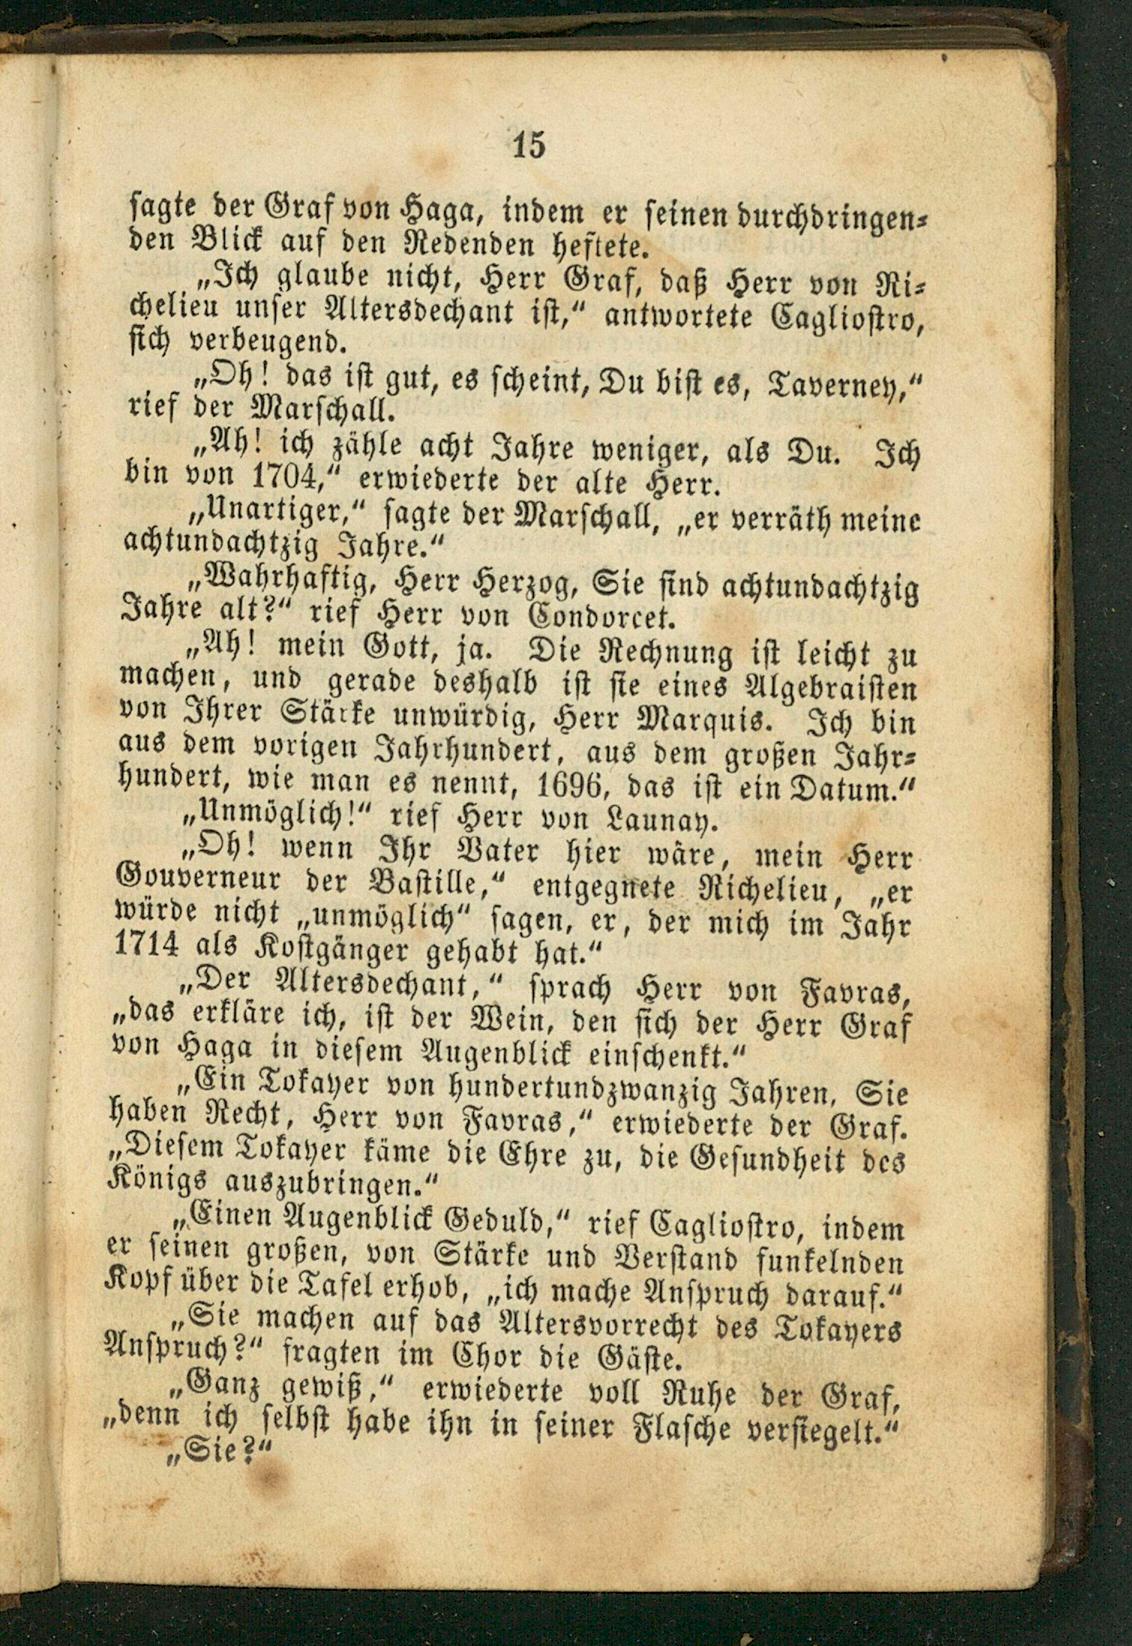 15
sagte der Graf von Haga, indem er seinen durchdringen-
den Blick auf den Redenden heftete.
„Ich glaube nicht, Herr Graf, daß Herr von Ri-
chelieu unser Altersdechant ist,“ antwortete Cagliostro,
sich verbeugend.
„Oh! das ist gut, es scheint, Du bist es, Taverney,“
rief der Marschall.
„Ah! ich zähle acht Jahre weniger, als Du. Ich
bin von 1704,“ erwiederte der alte Herr.
„Unartiger,“ sagte der Marschall, „er verräth meine
achtundachtzig Jahre.“
„Wahrhaftig, Herr Herzog, Sie sind achtundachtzig
Jahre alt?“ rief Herr von Condorcet.
„Ah! mein Gott, ja. Die Rechnung ist leicht zu
machen, und gerade deshalb ist sie eines Algebraisten
von Ihrer Stärke unwürdig, Herr Marquis. Ich bin
aus dem vorigen Jahrhundert, aus dem großen Jahr-
hundert, wie man es nennt, 1696, das ist ein Datum.“
„Unmöglich!“ rief Herr von Launay.
„Oh! wenn Ihr Vater hier wäre, mein Herr
Gouverneur der Bastille,“ entgegnete Richelieu, „er
würde nicht „unmöglich“ sagen, er, der mich im Jahr
1714 als Kostgänger gehabt hat.“
„Der Altersdechant,“ sprach Herr von Favras,
„das erkläre ich, ist der Wein, den sich der Herr Graf
von Haga in diesem Augenblick einschenkt.“
„Ein Tokayer von hundertundzwanzig Jahren, Sie
haben Recht, Herr von Favras,“ erwiederte der Graf.
„Diesem Tokayer käme die Ehre zu, die Gesundheit des
Königs auszubringen.“
„Einen Augenblick Geduld,“ rief Cagliostro, indem
er seinen großen, von Stärke und Verstand funkelnden
Kopf über die Tafel erhob, „ich mache Anspruch darauf.“
„Sie machen auf das Altersvorrecht des Tokayers
Anspruch?“ fragten im Chor die Gäste.
„Ganz gewiß,“ erwiederte voll Ruhe der Graf,
„denn ich selbst habe ihn in seiner Flasche versiegelt.“
„Sie?“